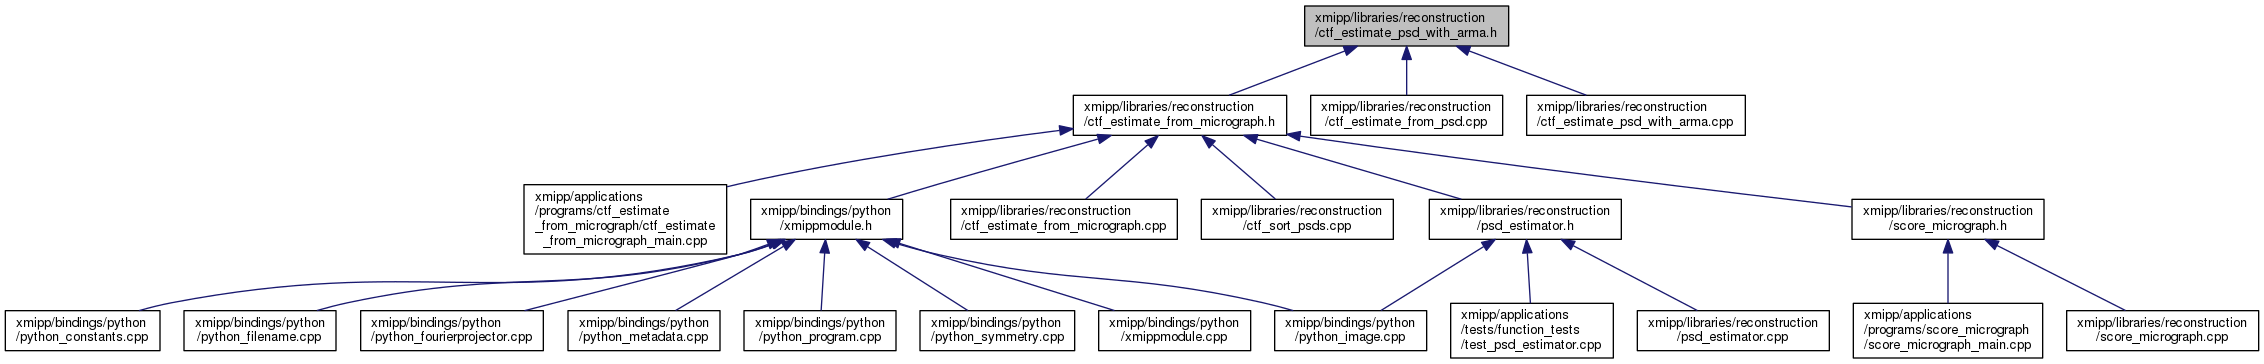 xmipp/libraries/reconstruction
/ctf_estimate_psd_with_arma.h
xmipp/libraries/reconstruction
/ctf_estimate_from_micrograph.h
xmipp/libraries/reconstruction
/ctf_estimate_from_psd.cpp
xmipp/libraries/reconstruction
/ctf_estimate_psd_with_arma.cpp
xmipp/applications
/programs/ctf_estimate
_from_micrograph/ctf_estimate
_from_micrograph_main.cpp
xmipp/bindings/python
/xmippmodule.h
xmipp/libraries/reconstruction
/ctf_estimate_from_micrograph.cpp
xmipp/libraries/reconstruction
/ctf_sort_psds.cpp
xmipp/libraries/reconstruction
/psd_estimator.h
xmipp/libraries/reconstruction
/score_micrograph.h
xmipp/bindings/python
/python_constants.cpp
xmipp/bindings/python
/python_filename.cpp
xmipp/bindings/python
/python_fourierprojector.cpp
xmipp/bindings/python
/python_metadata.cpp
xmipp/bindings/python
/python_program.cpp
xmipp/bindings/python
/python_symmetry.cpp
xmipp/bindings/python
/xmippmodule.cpp
xmipp/bindings/python
/python_image.cpp
xmipp/applications
/tests/function_tests
/test_psd_estimator.cpp
xmipp/libraries/reconstruction
/psd_estimator.cpp
xmipp/applications
/programs/score_micrograph
/score_micrograph_main.cpp
xmipp/libraries/reconstruction
/score_micrograph.cpp